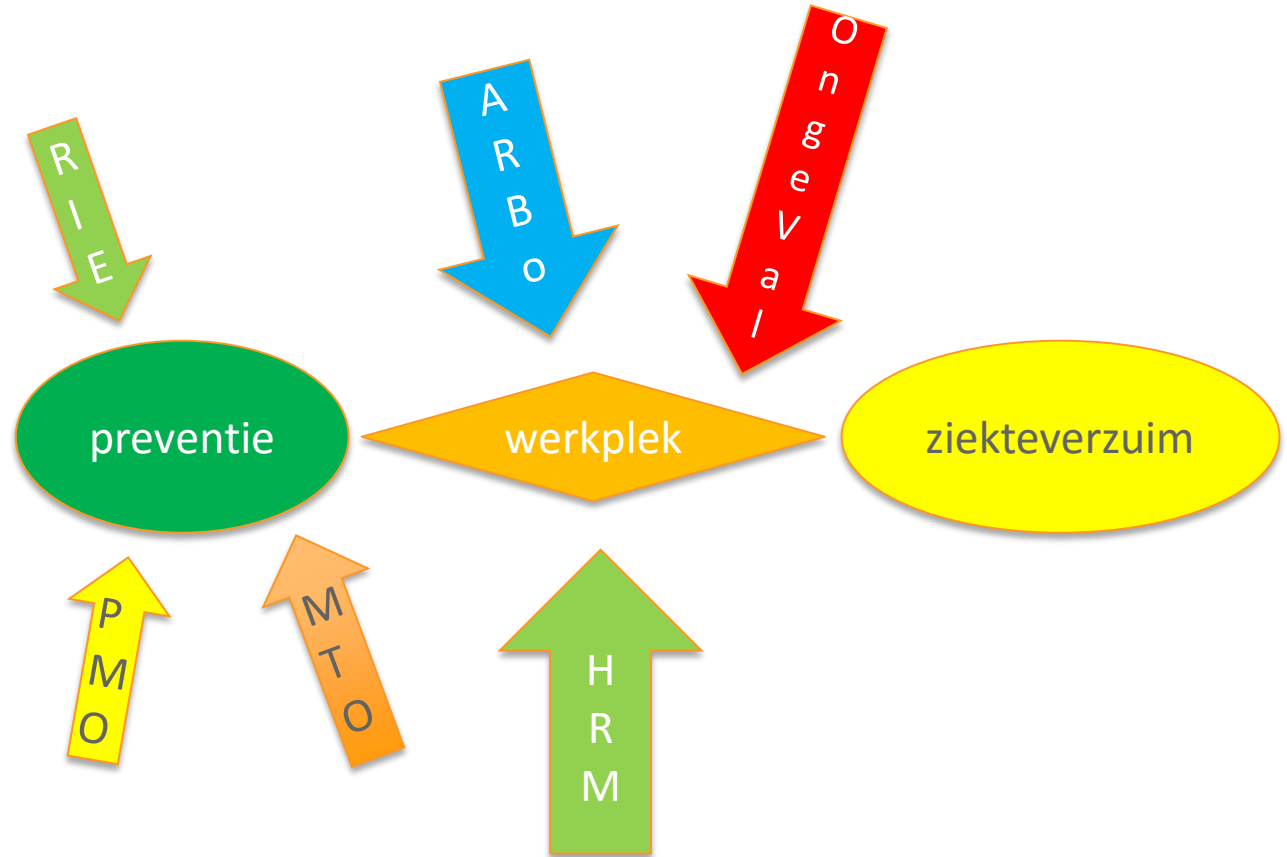 RIE
ARBo
OngeVal
preventie
werkplek
ziekteverzuim
PMO
MTO
HRM